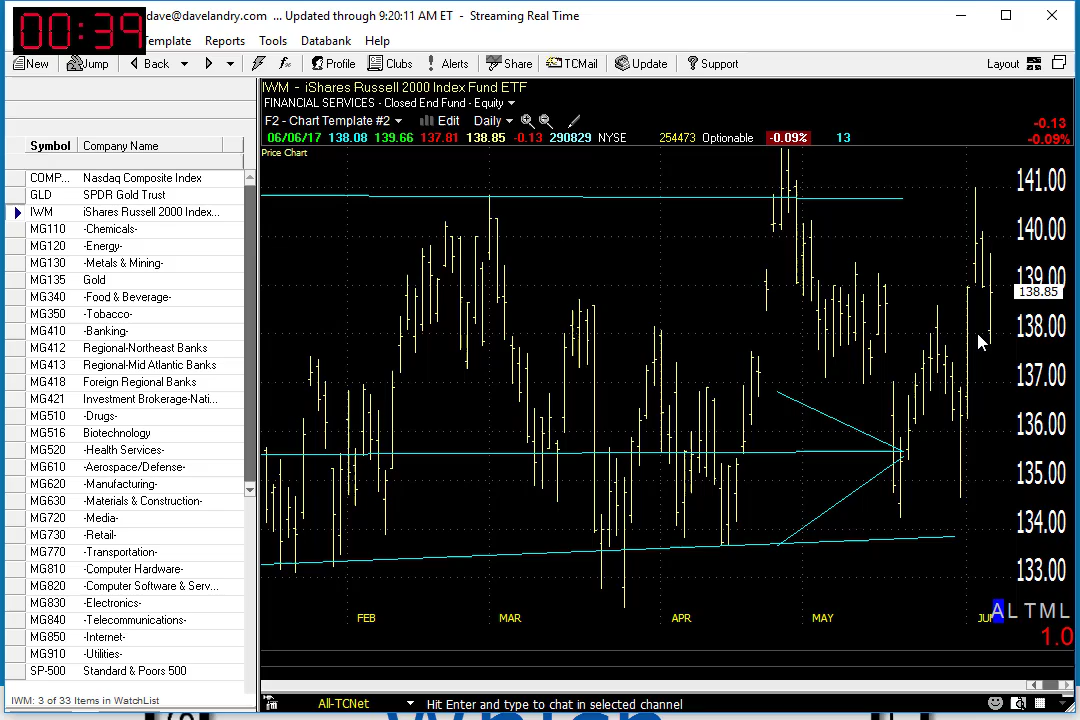 00:39
dave@davelandry.com ... Updated through 9:20:11 AM ET - Streaming Real Time
Template Reports Tools Databank Help
New Jump Back Profile Clubs Alerts Share TCMail Update Support Layout
IWM - iShares Russell 2000 Index Fund ETF
FINANCIAL SERVICES - Closed End Fund - Equity
F2 - Chart Template #2 Edit Daily
06/06/17 138.08 139.66 137.81 138.85 -0.13 290829 NYSE 254473 Optionable -0.09% 13
-0.13
-0.09%
Price Chart
Symbol Company Name
COMP... Nasdaq Composite Index
GLD SPDR Gold Trust
IWM iShares Russell 2000 Index...
MG110 -Chemicals-
MG120 -Energy-
MG130 -Metals & Mining-
MG135 Gold
MG340 -Food & Beverage-
MG350 -Tobacco-
MG410 -Banking-
MG412 Regional-Northeast Banks
MG413 Regional-Mid Atlantic Banks
MG418 Foreign Regional Banks
MG421 Investment Brokerage-Nati...
MG510 -Drugs-
MG516 Biotechnology
MG520 -Health Services-
MG610 -Aerospace/Defense-
MG620 -Manufacturing-
MG630 -Materials & Construction-
MG720 -Media-
MG730 -Retail-
MG770 -Transportation-
MG810 -Computer Hardware-
MG820 -Computer Software & Serv...
MG830 -Electronics-
MG840 -Telecommunications-
MG850 -Internet-
MG910 -Utilities-
SP-500 Standard & Poors 500
141.00
140.00
139.00
138.85
138.00
137.00
136.00
135.00
134.00
133.00
FEB MAR APR MAY JUN
A L T M L
1.0
IWM: 3 of 33 Items in WatchList
All-TCNet Hit Enter and type to chat in selected channel